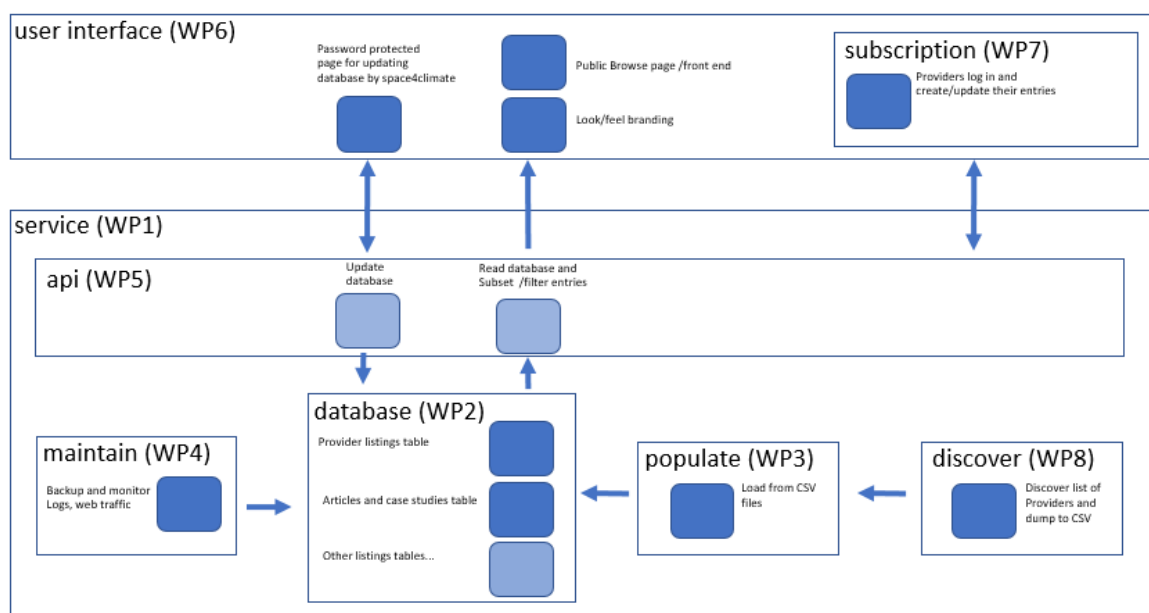 user interface (WP6)
Password protected
page for updating
database by space4climate
Public Browse page /front end
Look/feel branding
subscription (WP7)
Providers log in and
create/update their entries
service (WP1)
api (WP5)
Update
database
Read database and
Subset /filter entries
database (WP2)
Provider listings table
Articles and case studies table
Other listings tables...
maintain (WP4)
Backup and monitor
Logs, web traffic
populate (WP3)
Load from CSV
files
discover (WP8)
Discover list of
Providers and
dump to CSV